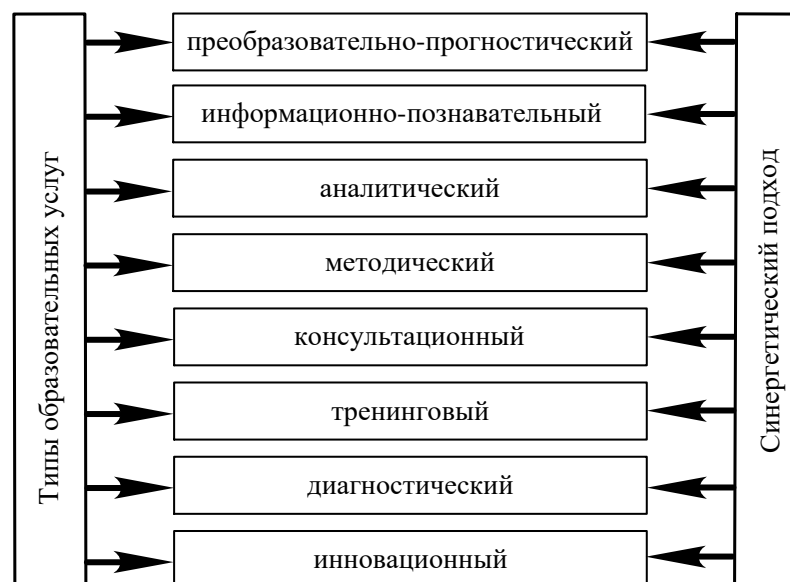 Типы образовательных услуг
преобразовательно-прогностический
информационно-познавательный
аналитический
методический
консультационный
тренинговый
диагностический
инновационный
Синергетический подход